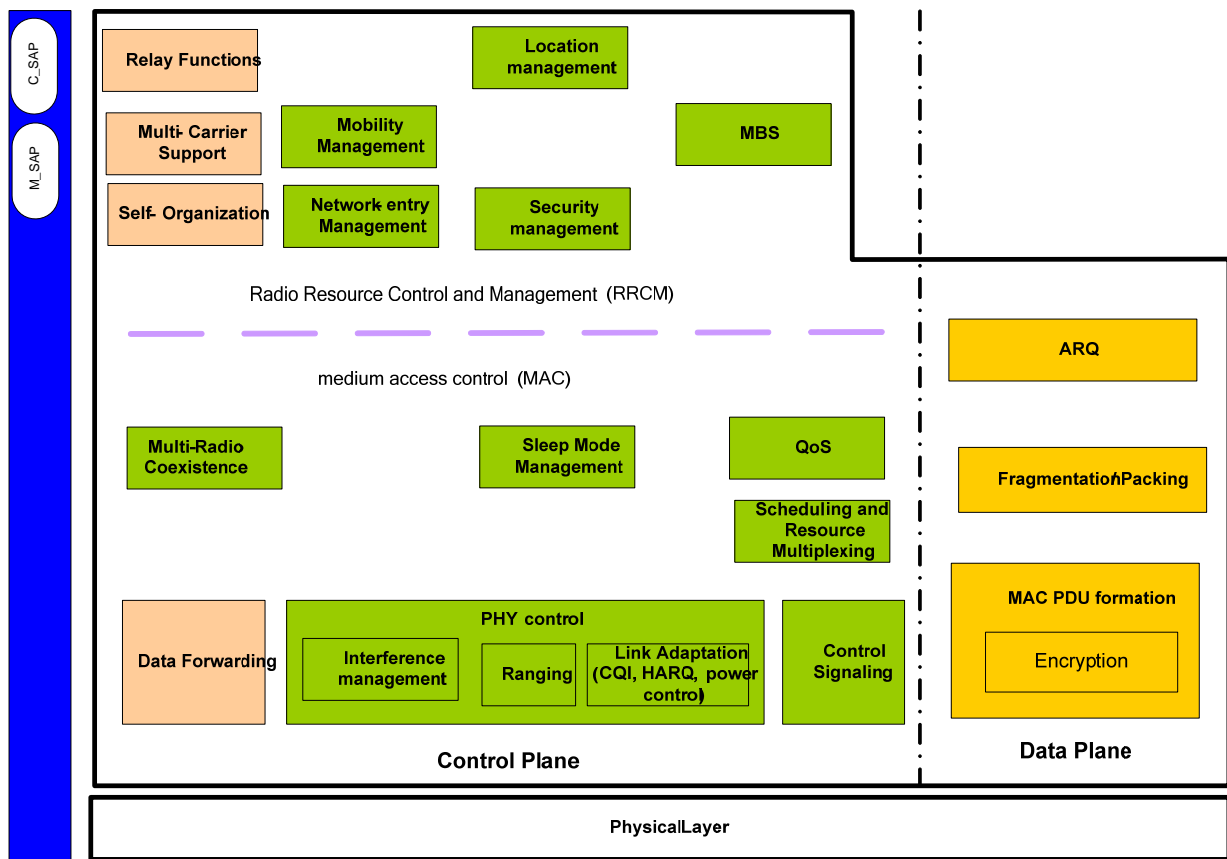 C_SAP
M_SAP
Relay Functions
Location
management
Multi- Carrier
Support
Mobility
Management
MBS
Self- Organization
Network-entry
Management
Security
management
Radio Resource Control and Management (RRCM)
medium access control (MAC)
ARQ
Multi-Radio
Coexistence
Sleep Mode
Management
QoS
Fragmentation/Packing
Scheduling and
Resource
Multiplexing
Data Forwarding
PHY control
Interference
management
Ranging
Link Adaptation
(CQI, HARQ, power
control)
Control
Signaling
MAC PDU formation
Encryption
Control Plane
Data Plane
PhysicalLayer